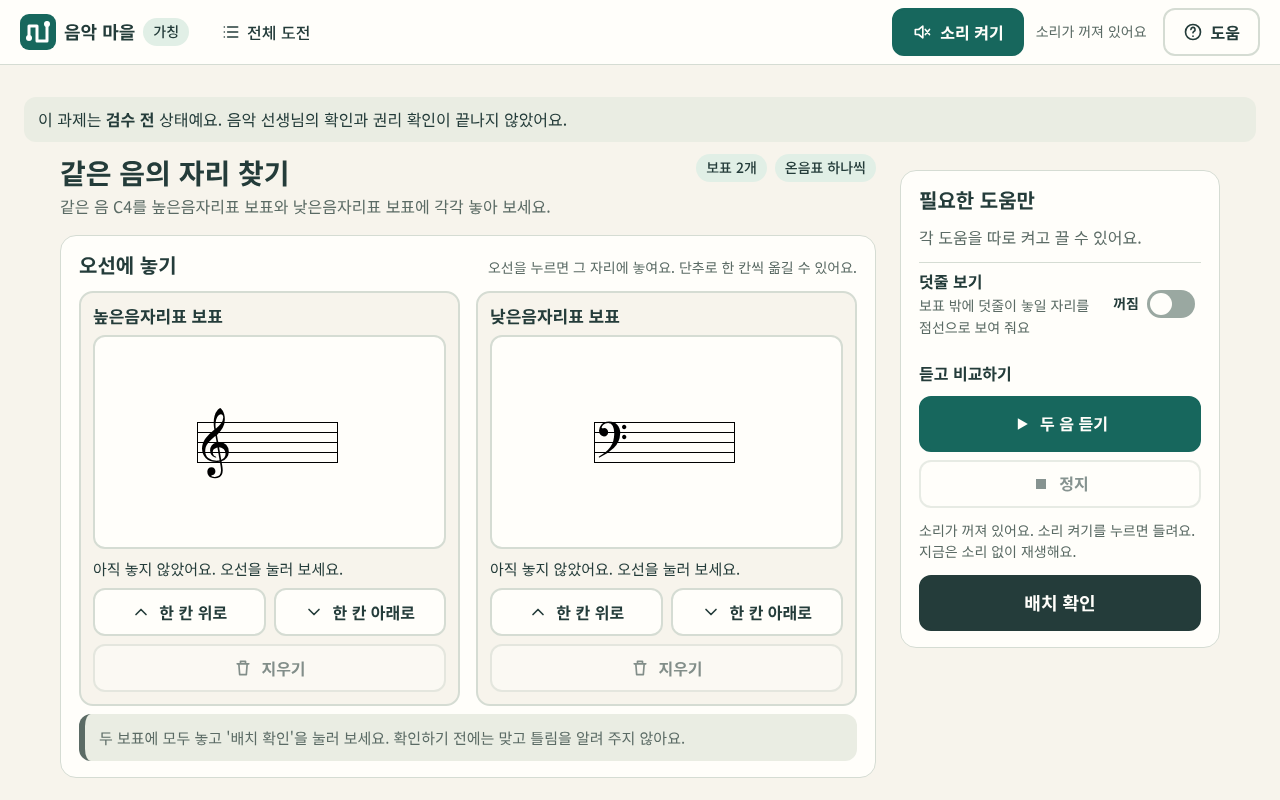 음악 마을 가칭 전체 도전 소리 켜기 소리가 꺼져 있어요 도움
이 과제는 검수 전 상태예요. 음악 선생님의 확인과 권리 확인이 끝나지 않았어요.
같은 음의 자리 찾기
보표 2개 온음표 하나씩
같은 음 C4를 높은음자리표 보표와 낮은음자리표 보표에 각각 놓아 보세요.
오선에 놓기
오선을 누르면 그 자리에 놓여요. 단추로 한 칸씩 옮길 수 있어요.
높은음자리표 보표
아직 놓지 않았어요. 오선을 눌러 보세요.
한 칸 위로 한 칸 아래로
지우기
낮은음자리표 보표
아직 놓지 않았어요. 오선을 눌러 보세요.
한 칸 위로 한 칸 아래로
지우기
두 보표에 모두 놓고 '배치 확인'을 눌러 보세요. 확인하기 전에는 맞고 틀림을 알려 주지 않아요.
필요한 도움만
각 도움을 따로 켜고 끌 수 있어요.
덧줄 보기
보표 밖에 덧줄이 놓일 자리를
점선으로 보여 줘요
꺼짐
듣고 비교하기
두 음 듣기
정지
소리가 꺼져 있어요. 소리 켜기를 누르면 들려요.
지금은 소리 없이 재생해요.
배치 확인